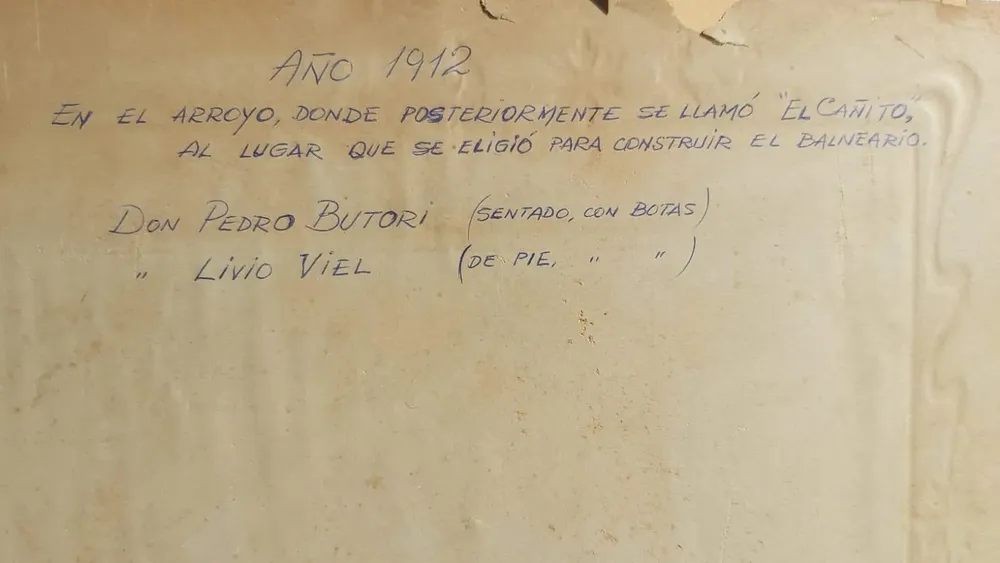 AÑO 1912
EN EL ARROYO, DONDE POSTERIORMENTE SE LLAMÓ "EL CAÑITO",
AL LUGAR QUE SE ELIGIÓ PARA CONSTRUIR EL BALNEARIO.
DON PEDRO BUTORI (SENTADO, CON BOTAS)
" LIVIO VIEL (DE PIE, " ")